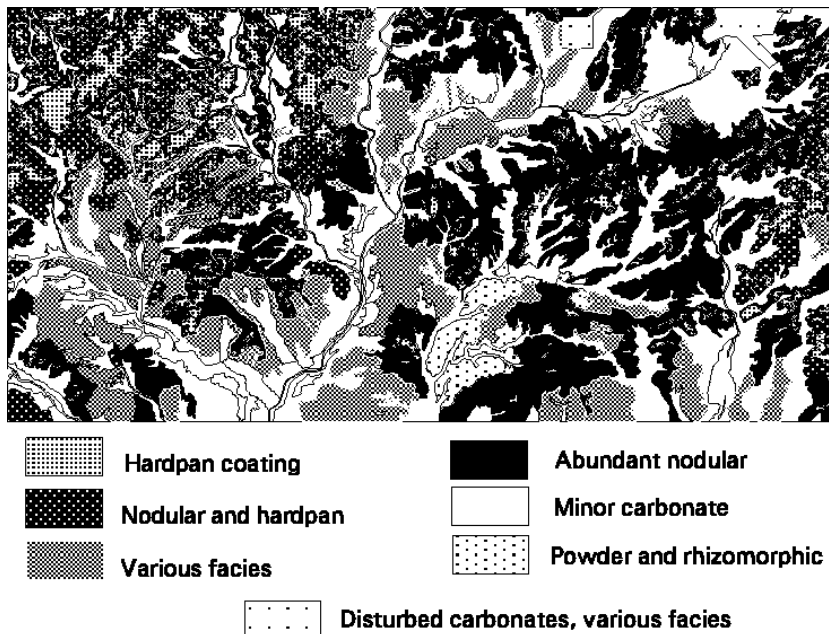 Hardpan coating
Abundant nodular
Nodular and hardpan
Minor carbonate
Various facies
Powder and rhizomorphic
Disturbed carbonates, various facies